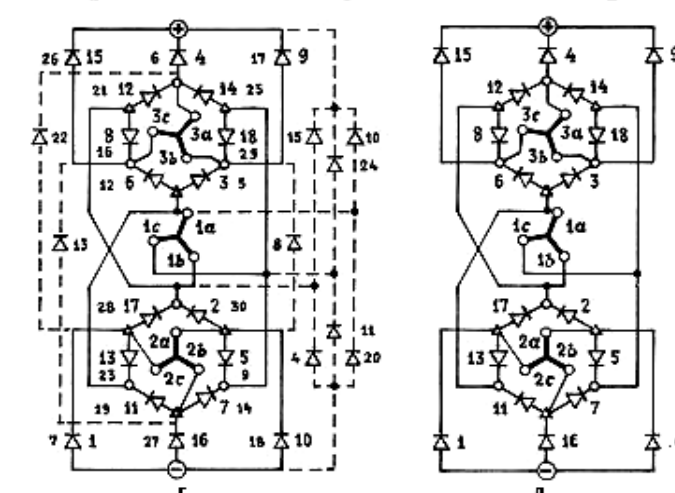 + +
26 15 6 4 17 9 15 4 9
21 12 14 25 12 14
22 8 3c 3a 18 15 10 8 3c 3a 18
16 3b 29 24 3b
12 6 3 5 6 3
1c 1a 1c 1a
13 1b 8 1b
28 17 2 30 17 2
2a 11 2a
13 2b 5 4 20 13 2b 5
23 2c 9 2c
19 11 7 14 11 7
7 1 27 16 18 10 1 16
− −